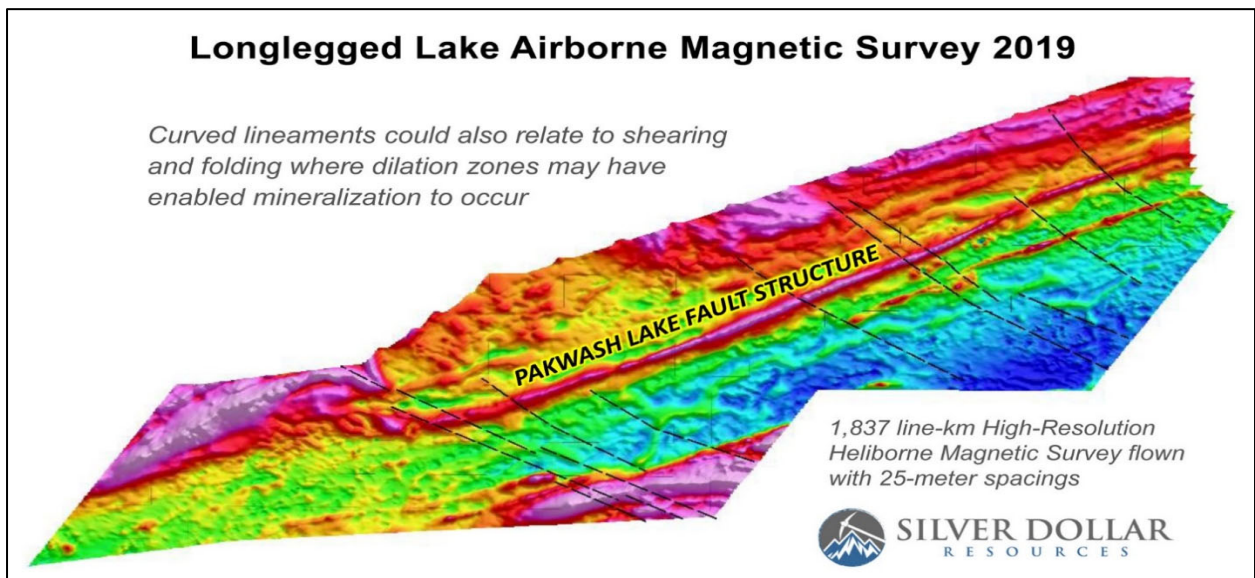 Longlegged Lake Airborne Magnetic Survey 2019
Curved lineaments could also relate to shearing
and folding where dilation zones may have
enabled mineralization to occur
PAKWASH LAKE FAULT STRUCTURE
1,837 line-km High-Resolution
Heliborne Magnetic Survey flown
with 25-meter spacings
SILVER DOLLAR
RESOURCES